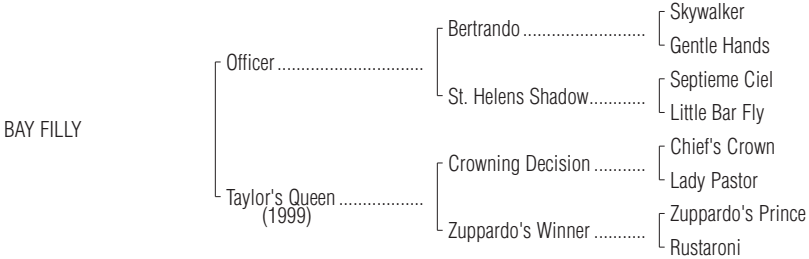 Skywalker
Bertrando ..........................
Gentle Hands
Officer ...............................
Septieme Ciel
St. Helens Shadow............
Little Bar Fly
BAY FILLY
Chief's Crown
Crowning Decision ...........
Lady Pastor
Taylor's Queen ..................
(1999)
Zuppardo's Prince
Zuppardo's Winner ...........
Rustaroni